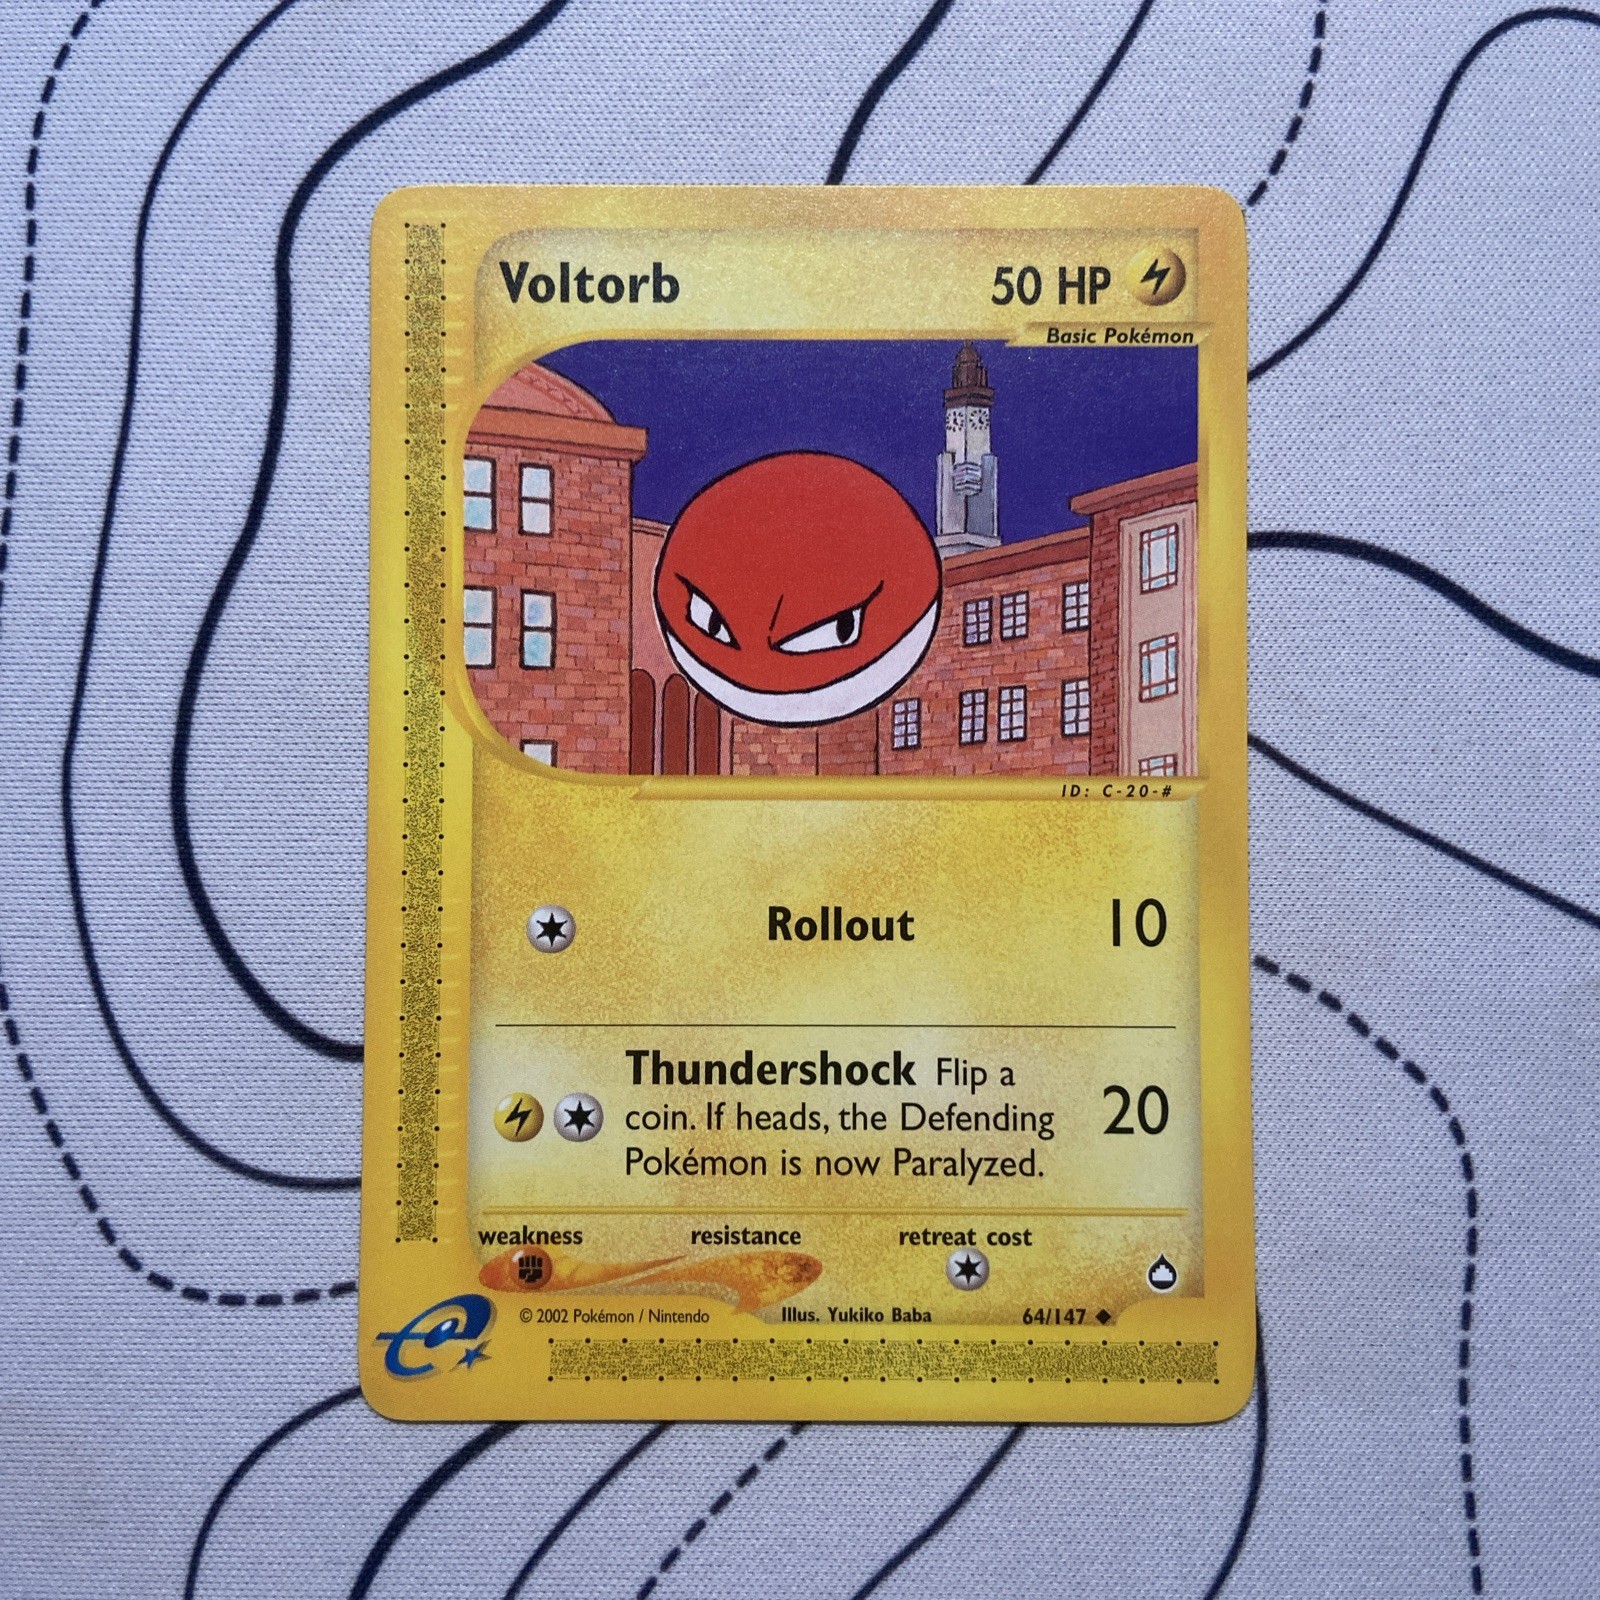 Voltorb
50 HP
Basic Pokémon
ID: C-20-#
Rollout 10
Thundershock Flip a
coin. If heads, the Defending
Pokémon is now Paralyzed.
20
weakness resistance retreat cost
© 2002 Pokémon / Nintendo Illus. Yukiko Baba 64/147
e